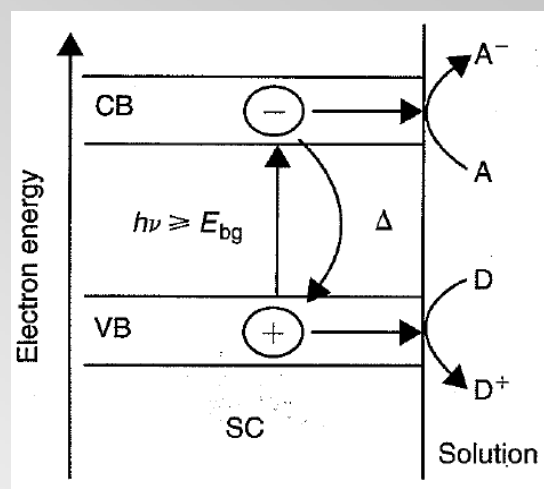 Electron energy
CB
−
A⁻
A
hν ⩾ E_bg
Δ
D
VB
+
D⁺
SC
Solution